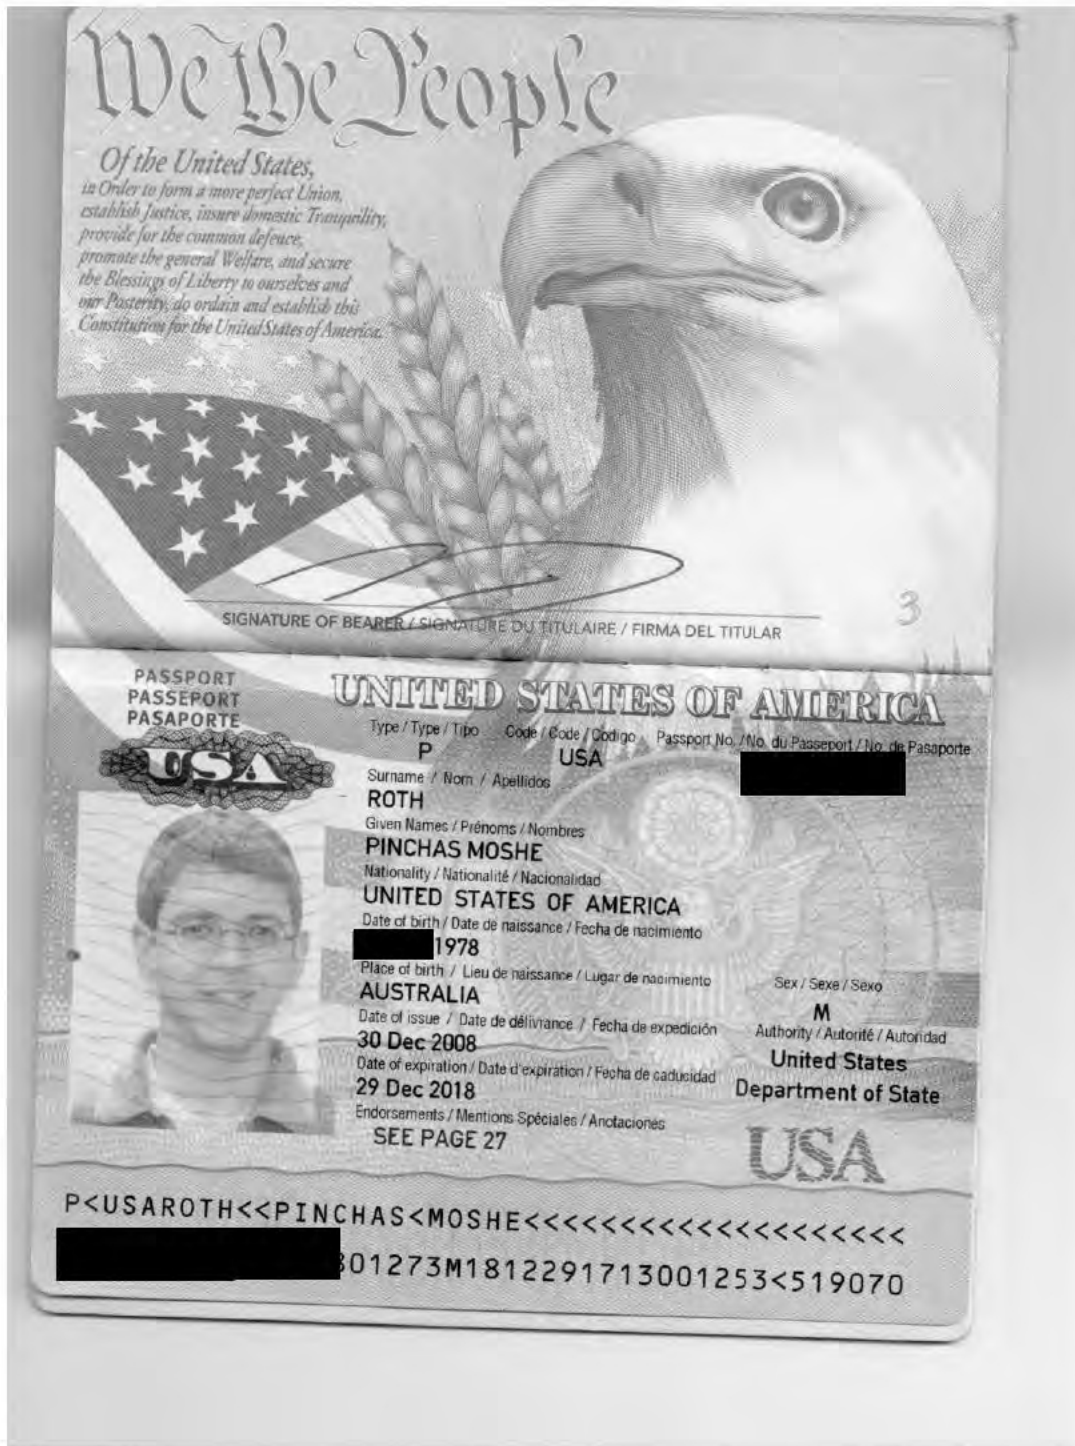 We the People
Of the United States,
in Order to form a more perfect Union,
establish Justice, insure domestic Tranquility,
provide for the common defence,
promote the general Welfare, and secure
the Blessings of Liberty to ourselves and
our Posterity, do ordain and establish this
Constitution for the United States of America.
3
SIGNATURE OF BEARER / SIGNATURE DU TITULAIRE / FIRMA DEL TITULAR
PASSPORT
PASSEPORT
PASAPORTE
USA
UNITED STATES OF AMERICA
Type / Type / Tipo Code / Code / Codigo Passport No. / No. du Passeport / No. de Pasaporte
P USA
Surname / Nom / Apellidos
ROTH
Given Names / Prénoms / Nombres
PINCHAS MOSHE
Nationality / Nationalité / Nacionalidad
UNITED STATES OF AMERICA
Date of birth / Date de naissance / Fecha de nacimiento
1978
Place of birth / Lieu de naissance / Lugar de nacimiento
AUSTRALIA
Sex / Sexe / Sexo
M
Date of issue / Date de délivrance / Fecha de expedición
30 Dec 2008
Authority / Autorité / Autoridad
United States
Department of State
Date of expiration / Date d'expiration / Fecha de caducidad
29 Dec 2018
Endorsements / Mentions Spéciales / Anotaciones
SEE PAGE 27
USA
P<USAROTH<<PINCHAS<MOSHE<<<<<<<<<<<<<<<<<<<<
01273M1812291713001253<519070